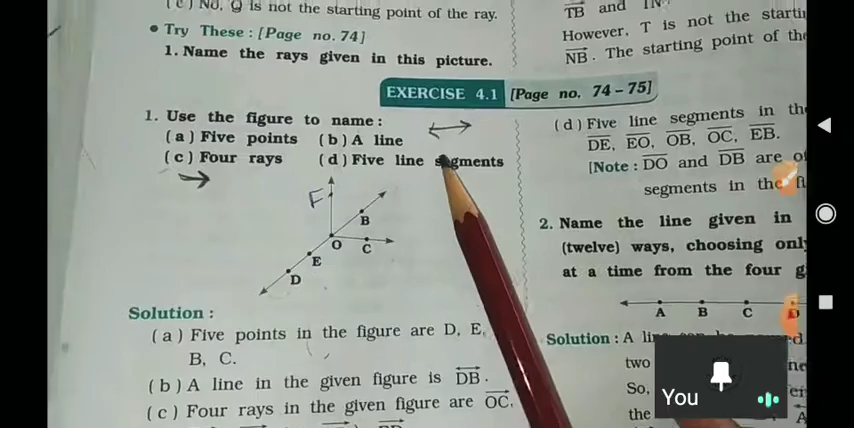 ( c ) No, Q is not the starting point of the ray.
• Try These : [Page no. 74]
1. Name the rays given in this picture.
EXERCISE 4.1 [Page no. 74 – 75]
1. Use the figure to name :
( a ) Five points ( b ) A line
( c ) Four rays ( d ) Five line segments
F
B
O C
E
D
Solution :
( a ) Five points in the figure are D, E,
B, C.
( b ) A line in the given figure is DB.
( c ) Four rays in the given figure are OC,
TB and
However, T is not the
NB. The starting point of
( d ) Five line segments in
DE, EO, OB, OC, EB.
[Note : DO and DB are
segments in the
2. Name the line given in
(twelve) ways, choosing
at a time from the four
A B C D
Solution : A
two
So,
the
You